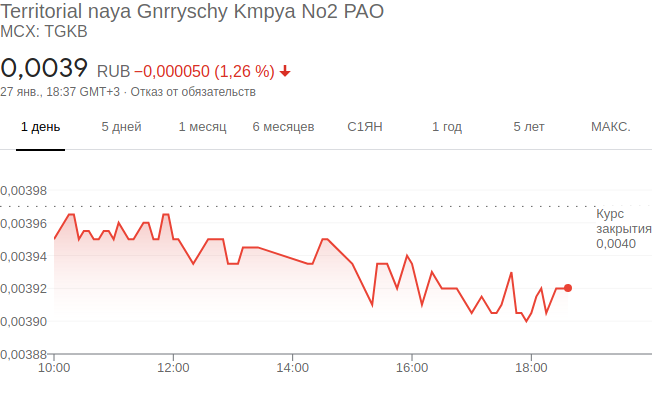 Territorial naya Gnrryschy Kmpya No2 PAO
MCX: TGKB
0,0039 RUB −0,000050 (1,26 %)
27 янв., 18:37 GMT+3 · Отказ от обязательств
1 день 5 дней 1 месяц 6 месяцев С1ЯН 1 год 5 лет МАКС.
0,00398
0,00396
0,00394
0,00392
0,00390
0,00388
Курс
закрытия
0,0040
10:00 12:00 14:00 16:00 18:00